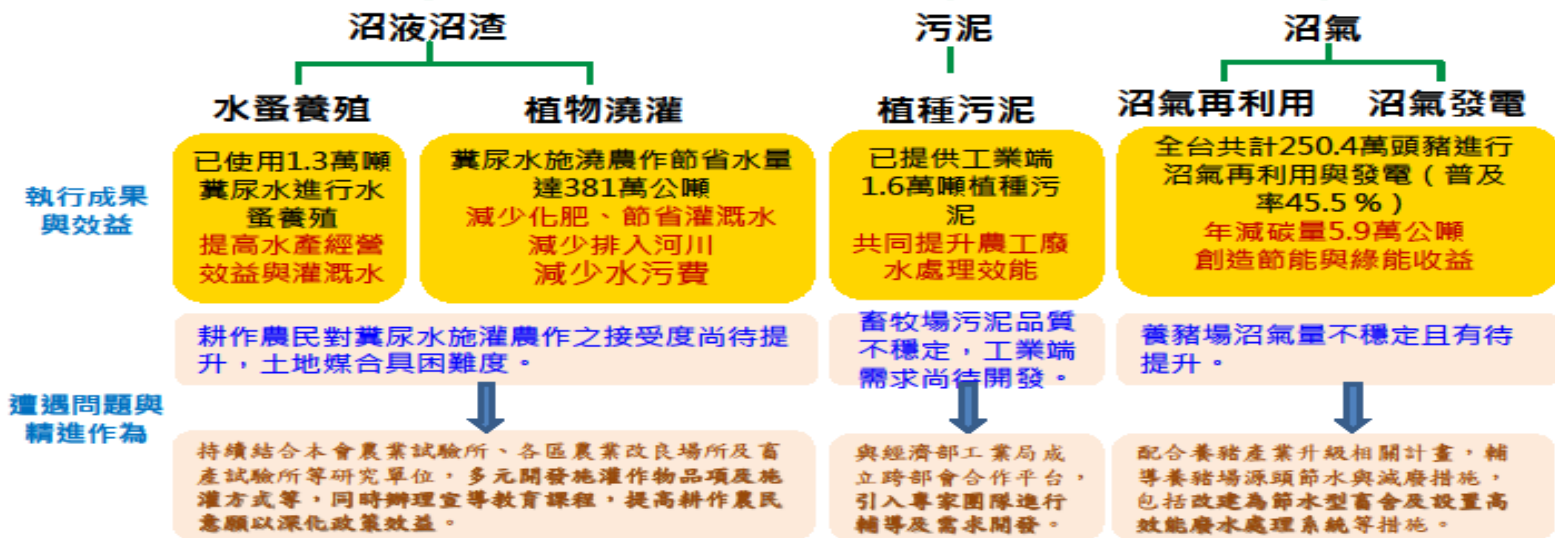 沼液沼渣
污泥
沼氣
水蚤養殖
植物澆灌
植種污泥
沼氣再利用
沼氣發電
執行成果
與效益
已使用1.3萬噸
糞尿水進行水
蚤養殖
提高水產經營
效益與灌溉水
糞尿水施澆農作節省水量
達381萬公噸
減少化肥、節省灌溉水
減少排入河川
減少水污費
已提供工業端
1.6萬噸植種污
泥
共同提升農工廢
水處理效能
全台共計250.4萬頭豬進行
沼氣再利用與發電（普及
率45.5％）
年減碳量5.9萬公噸
創造節能與綠能收益
遭遇問題與
精進作為
耕作農民對糞尿水施灌農作之接受度尚待提
升，土地媒合具困難度。
畜牧場污泥品質
不穩定，工業端
需求尚待開發。
養豬場沼氣量不穩定且有待
提升。
持續結合本會農業試驗所、各區農業改良場所及畜
產試驗所等研究單位，多元開發施灌作物品項及施
灌方式等，同時辦理宣導教育課程，提高耕作農民
意願以深化政策效益。
與經濟部工業局成
立跨部會合作平台，
引入專家團隊進行
輔導及需求開發。
配合養豬產業升級相關計畫，輔
導養豬場源頭節水與減廢措施，
包括改建為節水型畜舍及設置高
效能廢水處理系統等措施。